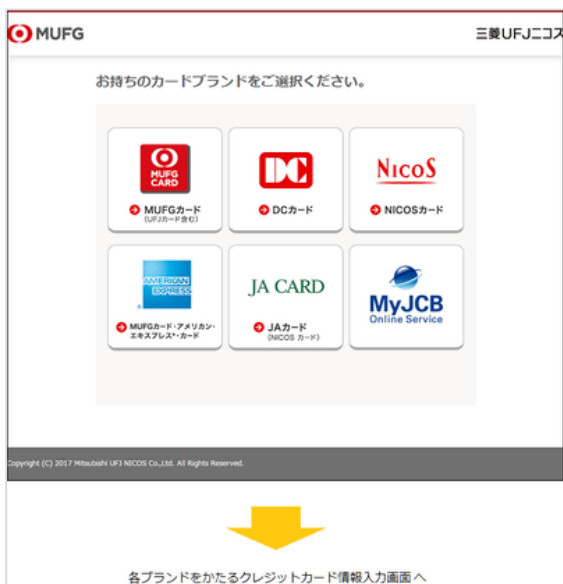 MUFG 三菱UFJニコス
お持ちのカードブランドをご選択ください。
MUFG
CARD
MUFGカード
(UFJカード含む)
DC
DCカード
NICOS
NICOSカード
AMERICAN
EXPRESS
MUFGカード・アメリカン・
エキスプレス・カード
JA CARD
JAカード
(NICOS カード)
MyJCB
Online Service
Copyright (C) 2017 Mitsubishi UFJ NICOS Co.,Ltd. All Rights Reserved.
各ブランドをかたるクレジットカード情報入力画面へ